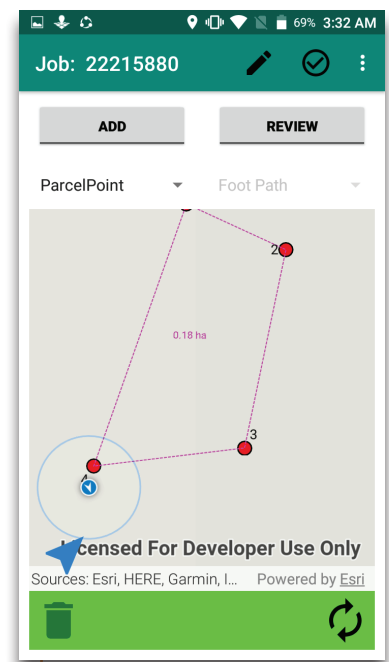 69% 3:32 AM
Job: 22215880
ADD REVIEW
ParcelPoint Foot Path
2
0.18 ha
3
4
Licensed For Developer Use Only
Sources: Esri, HERE, Garmin, I... Powered by Esri